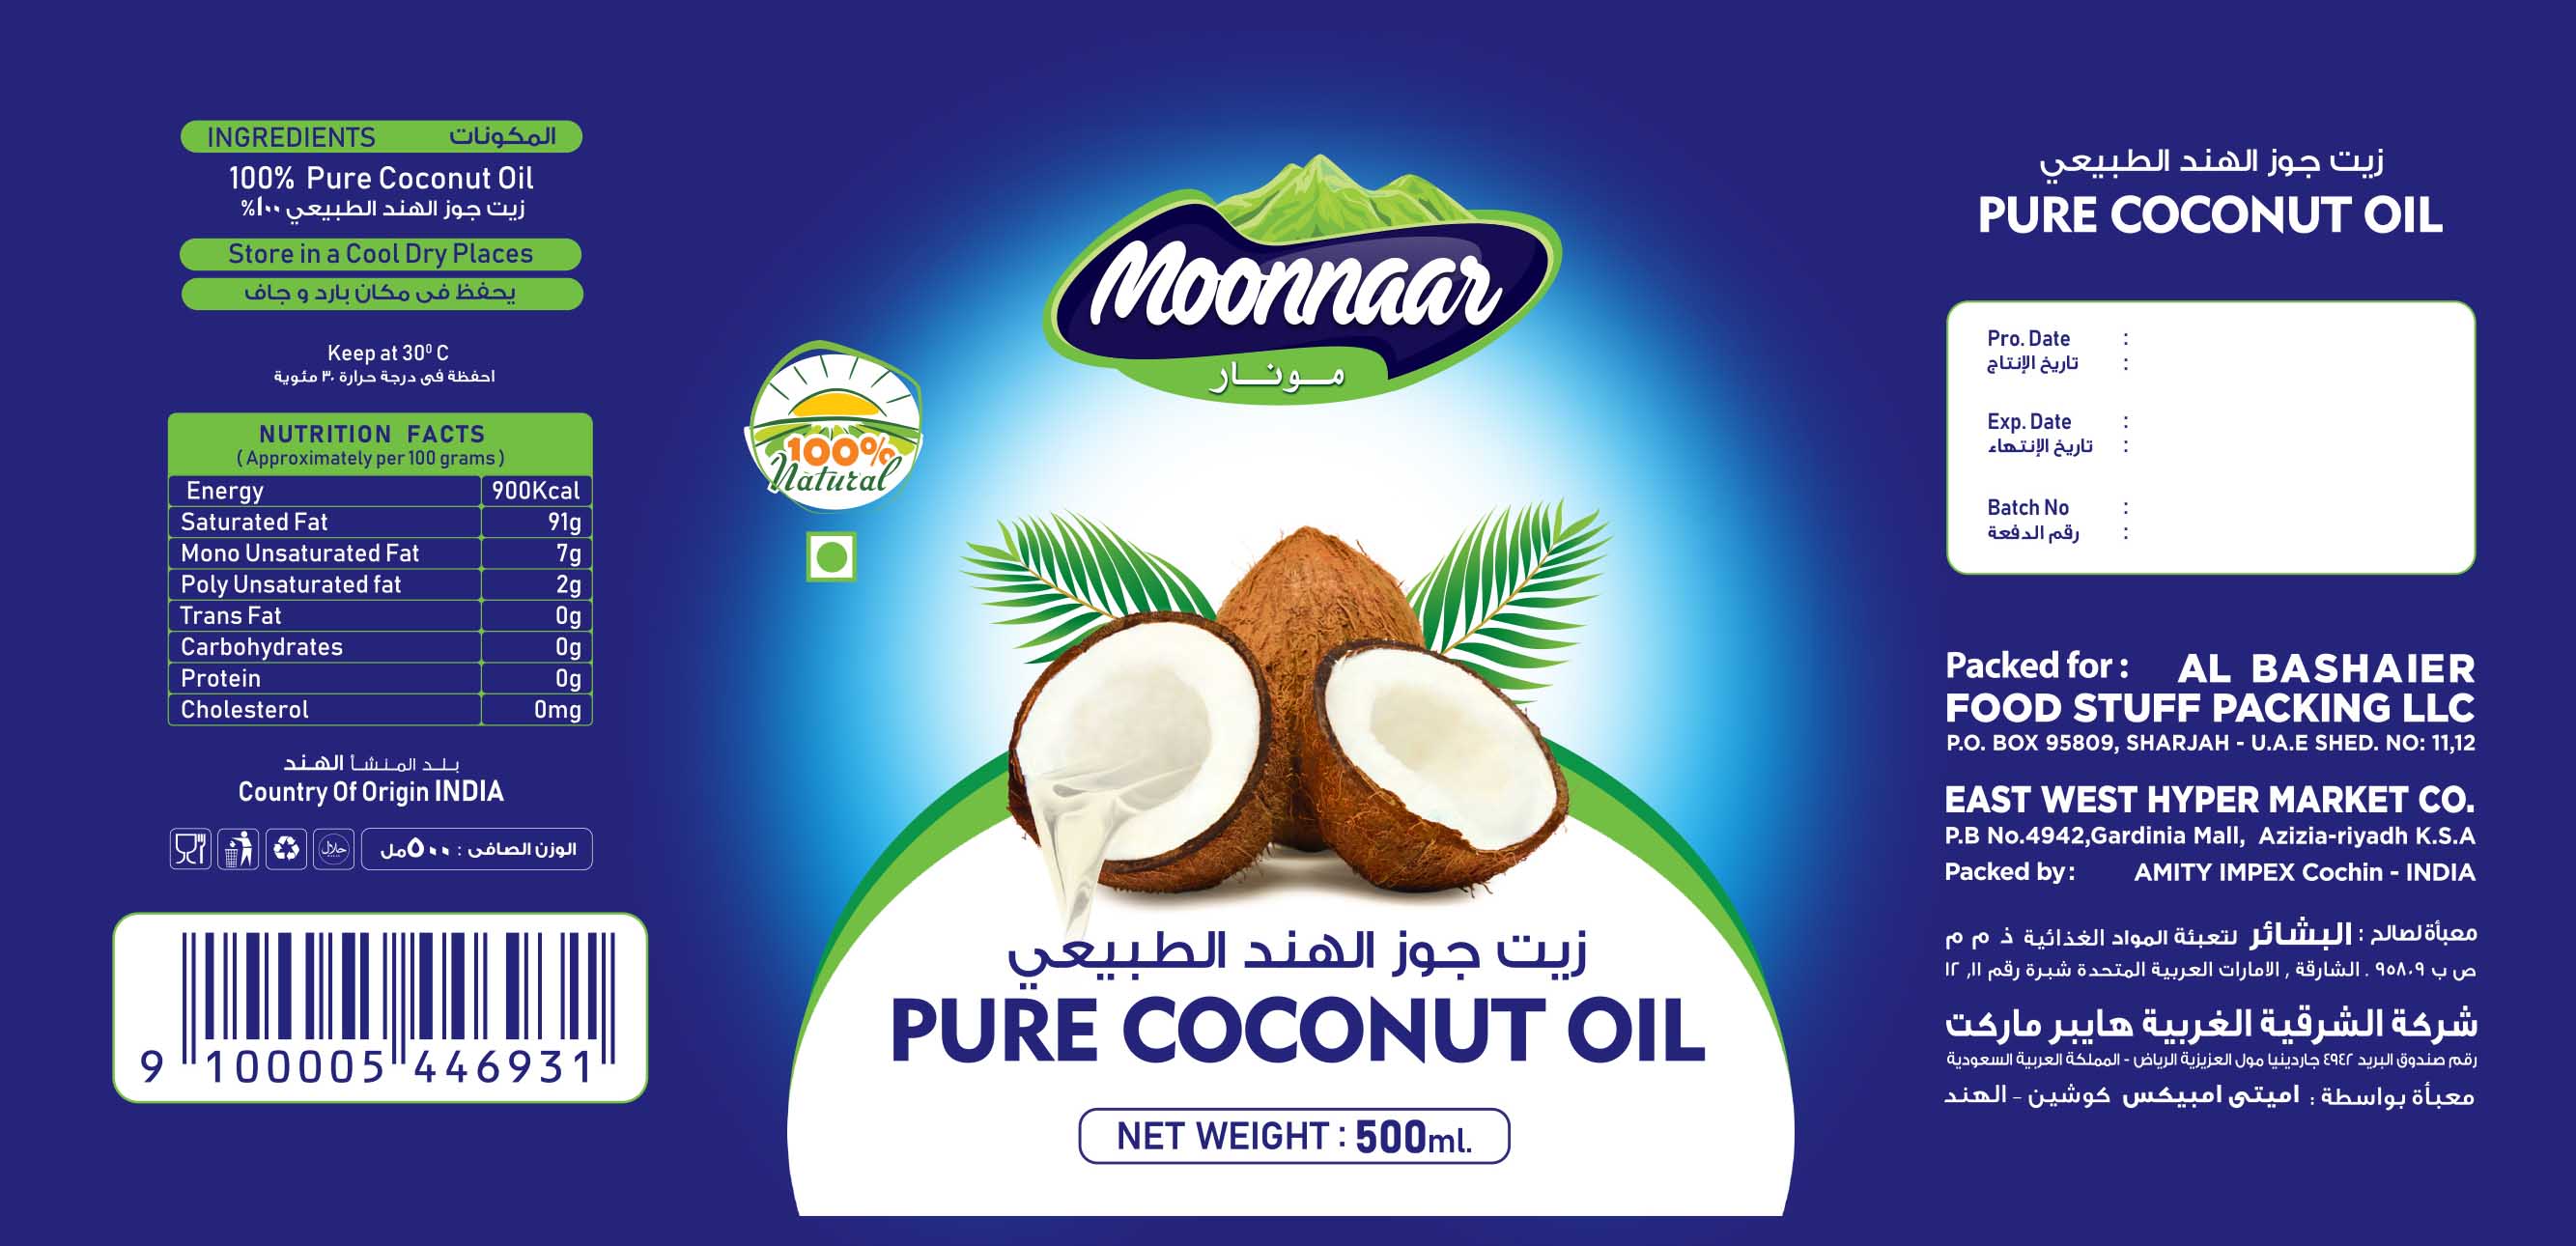 INGREDIENTS المكونات
100% Pure Coconut Oil
زيت جوز الهند الطبيعي ١٠٠%
Store in a Cool Dry Places
يحفظ فى مكان بارد و جاف
Keep at 30⁰ C
احفظة فى درجة حرارة ٣٠ مئوية
NUTRITION FACTS
(Approximately per 100 grams)
Energy 900Kcal
Saturated Fat 91g
Mono Unsaturated Fat 7g
Poly Unsaturated fat 2g
Trans Fat 0g
Carbohydrates 0g
Protein 0g
Cholesterol 0mg
بـلـد المـنـشـأ الهـنـد
Country Of Origin INDIA
حلال
الوزن الصافى : ٥٠٠مل
9 100005 446931
Moonnaar
مـونـار
100%
Natural
زيت جوز الهند الطبيعي
PURE COCONUT OIL
NET WEIGHT : 500ml.
زيت جوز الهند الطبيعي
PURE COCONUT OIL
Pro. Date :
تاريخ الإنتاج :
Exp. Date :
تاريخ الإنتهاء :
Batch No :
رقم الدفعة :
Packed for : AL BASHAIER
FOOD STUFF PACKING LLC
P.O. BOX 95809, SHARJAH - U.A.E SHED. NO: 11,12
EAST WEST HYPER MARKET CO.
P.B No.4942,Gardinia Mall, Azizia-riyadh K.S.A
Packed by : AMITY IMPEX Cochin - INDIA
معبأة لصالح : البشائر لتعبئة المواد الغذائية ذ م م
ص ب ٩٥٨٠٩ . الشارقة , الامارات العربية المتحدة شبرة رقم ١١, ١٢
شركة الشرقية الغربية هايبر ماركت
رقم صندوق البريد ٤٩٤٢ جاردينيا مول العزيزية الرياض - المملكة العربية السعودية
معبأة بواسطة : اميتى امبيكس كوشين - الهند